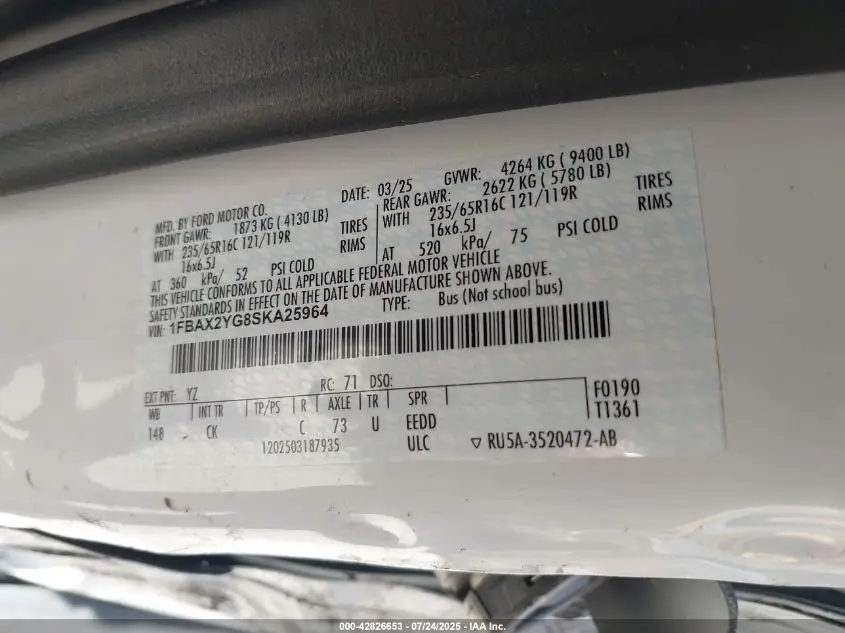 MFD. BY FORD MOTOR CO.
DATE: 03/25 GVWR: 4264 KG ( 9400 LB)
FRONT GAWR: 1873 KG ( 4130 LB)
WITH 235/65R16C 121/119R TIRES
16x6.5J RIMS
AT 360 kPa/ 52 PSI COLD
REAR GAWR: 2622 KG ( 5780 LB)
WITH 235/65R16C 121/119R TIRES
16x6.5J RIMS
AT 520 kPa/ 75 PSI COLD
THIS VEHICLE CONFORMS TO ALL APPLICABLE FEDERAL MOTOR VEHICLE
SAFETY STANDARDS IN EFFECT ON THE DATE OF MANUFACTURE SHOWN ABOVE.
VIN: 1FBAX2YG8SKA25964 TYPE: Bus (Not school bus)
EXT PNT: YZ RC: 71 DSO:
WB INT TR TP/PS R AXLE TR SPR F0190
T1361
148 CK C 73 U EEDD
1202503187935 ULC RU5A-3520472-AB
000-42826653 - 07/24/2025 - IAA Inc.